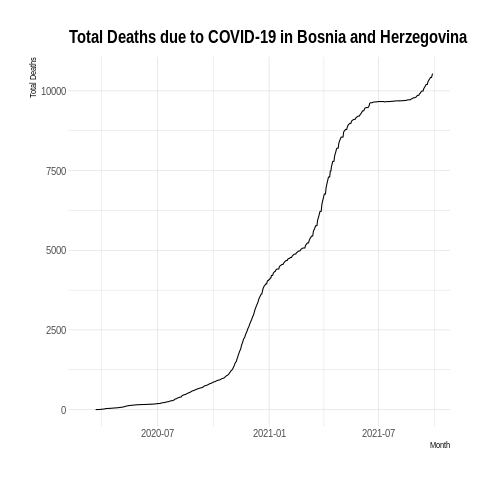 Total Deaths due to COVID-19 in Bosnia and Herzegovina
Total Deaths
10000
7500
5000
2500
0
2020-07 2021-01 2021-07
Month